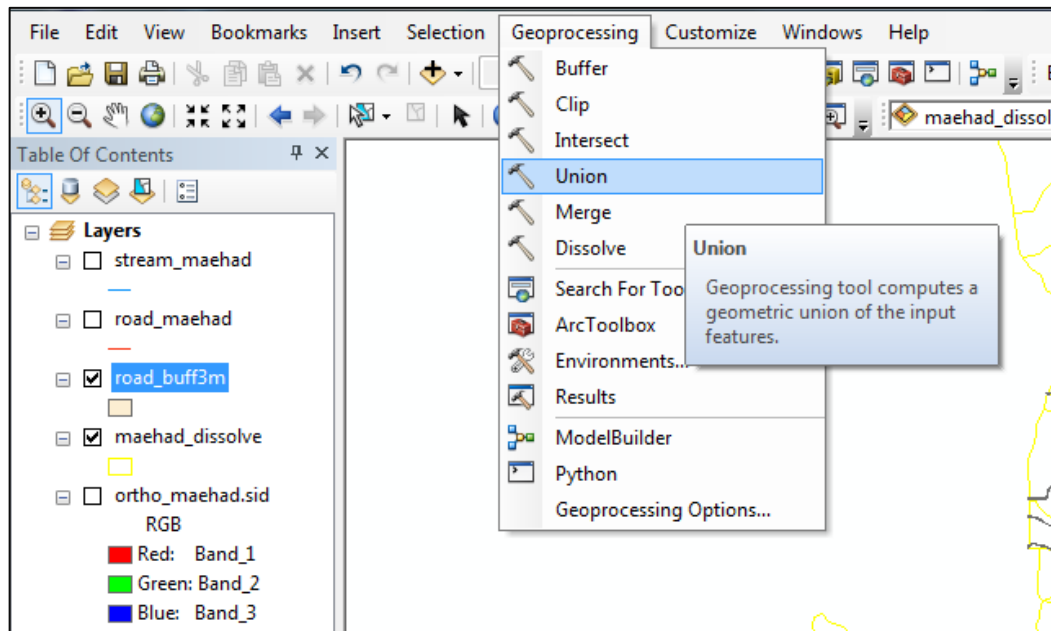 File Edit View Bookmarks Insert Selection Geoprocessing Customize Windows Help
Table Of Contents
Layers
stream_maehad
road_maehad
road_buff3m
maehad_dissolve
ortho_maehad.sid
RGB
Red: Band_1
Green: Band_2
Blue: Band_3
Buffer
Clip
Intersect
Union
Merge
Dissolve
Search For Too
ArcToolbox
Environments...
Results
ModelBuilder
Python
Geoprocessing Options...
Union
Geoprocessing tool computes a
geometric union of the input
features.
maehad_dissol